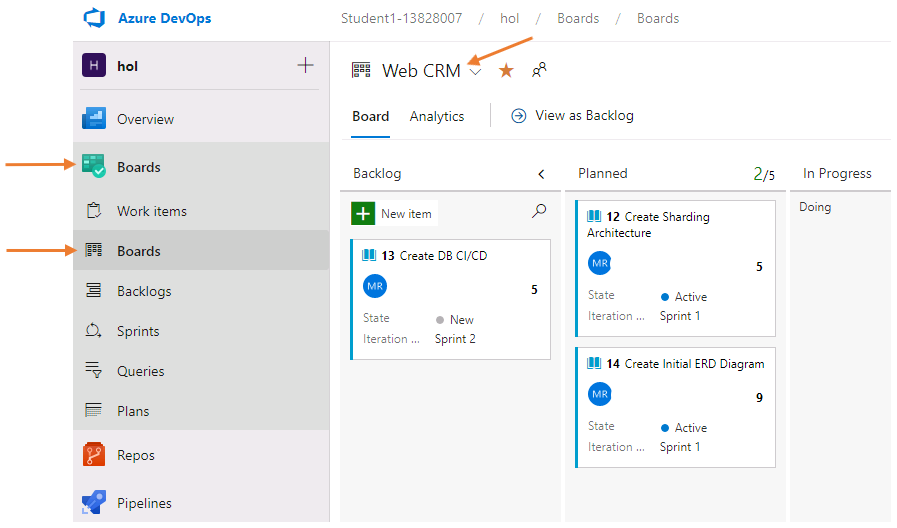 Azure DevOps
Student1-13828007 / hol / Boards / Boards
H hol
Overview
Boards
Work items
Boards
Backlogs
Sprints
Queries
Plans
Repos
Pipelines
Web CRM
Board Analytics View as Backlog
Backlog
New item
13 Create DB CI/CD
MR 5
State New
Iteration ... Sprint 2
Planned 2/5
12 Create Sharding
Architecture
MR 5
State Active
Iteration ... Sprint 1
14 Create Initial ERD Diagram
MR 9
State Active
Iteration ... Sprint 1
In Progress
Doing